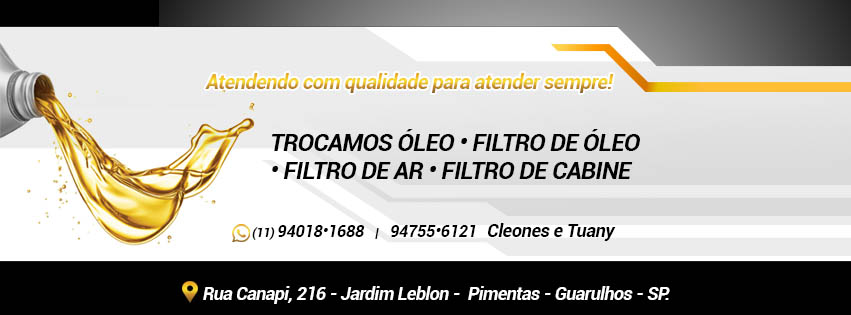 Atendendo com qualidade para atender sempre!
TROCAMOS ÓLEO • FILTRO DE ÓLEO
• FILTRO DE AR • FILTRO DE CABINE
(11) 94018•1688 | 94755•6121 Cleones e Tuany
Rua Canapi, 216 - Jardim Leblon - Pimentas - Guarulhos - SP.